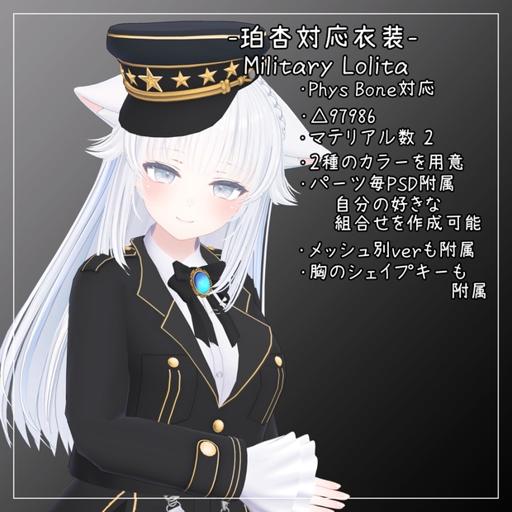 -珀杏対応衣装-
Military Lolita
・Phys Bone対応
・△97986
・マテリアル数 2
・2種のカラーを用意
・パーツ毎PSD附属
自分の好きな
組合せを作成可能
・メッシュ別verも附属
・胸のシェイプキーも
附属